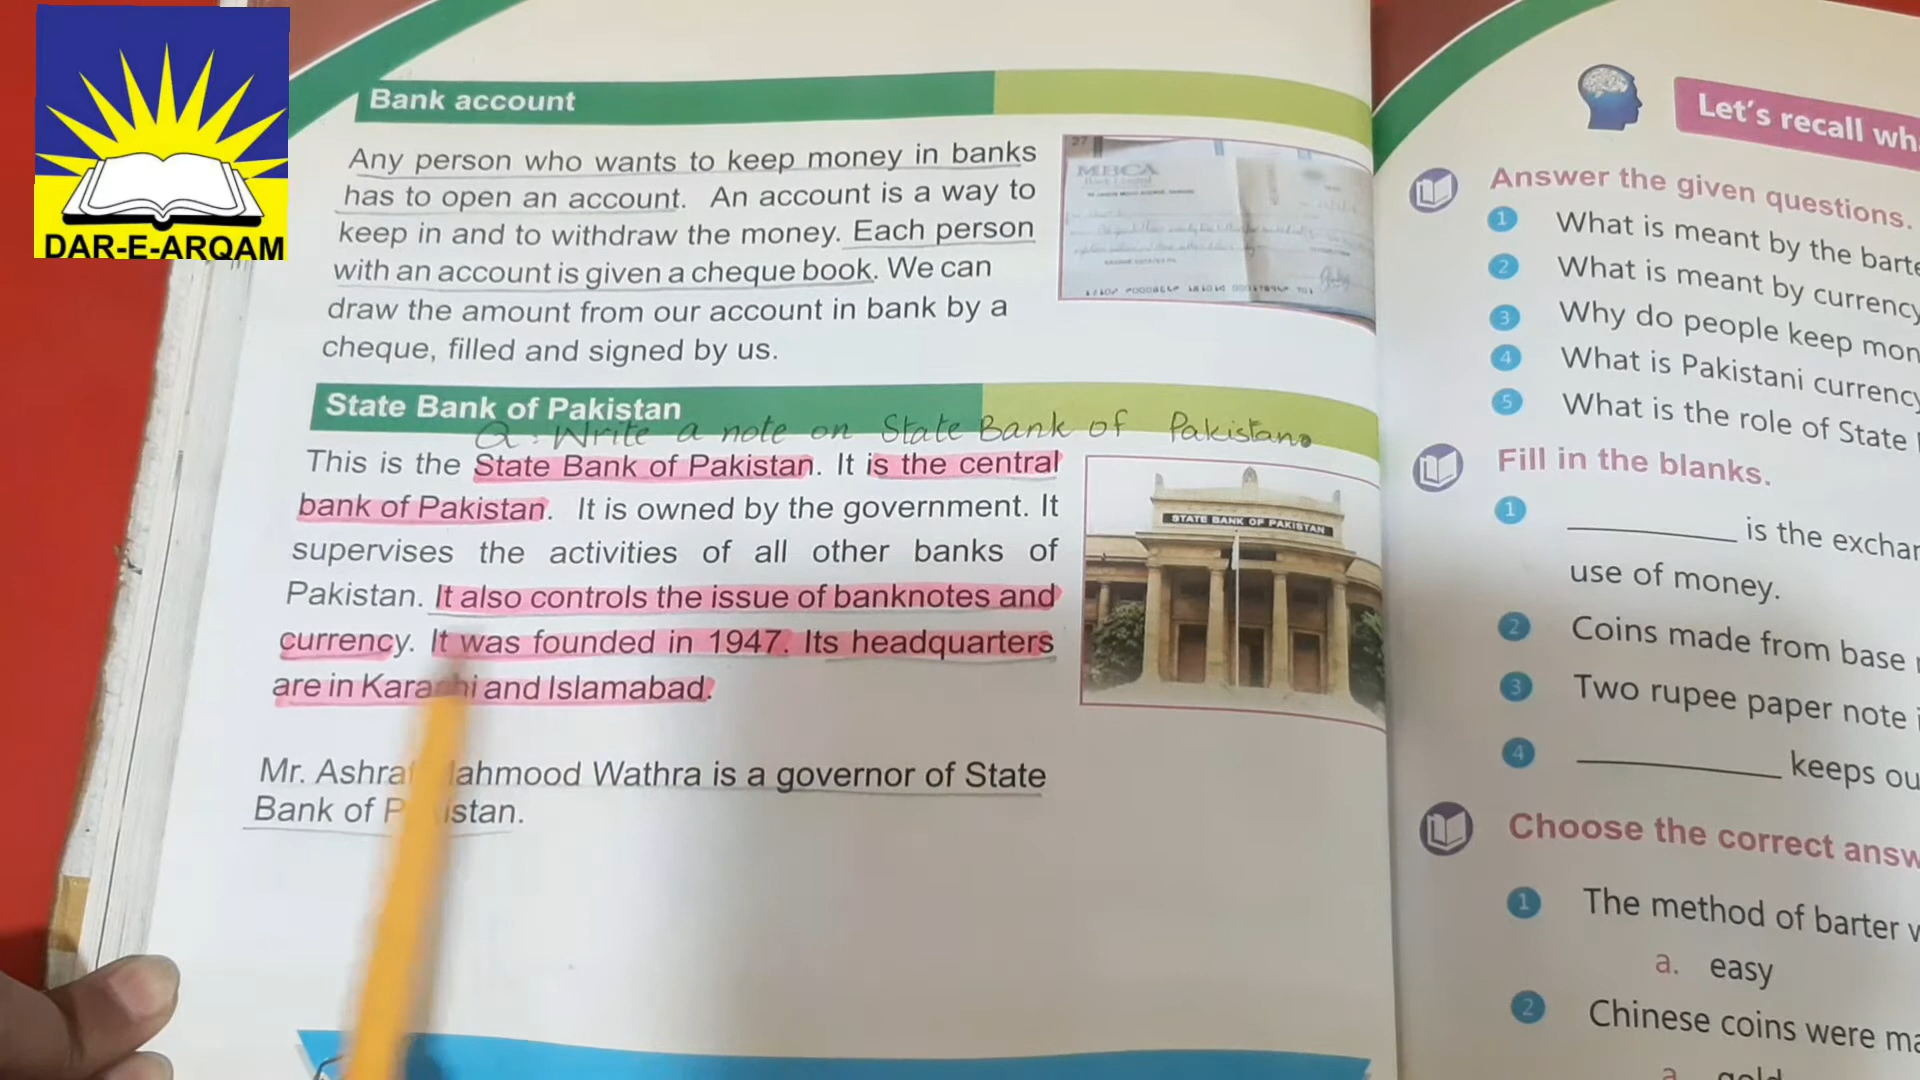 DAR-E-ARQAM
Bank account
Any person who wants to keep money in banks
has to open an account. An account is a way to
keep in and to withdraw the money. Each person
with an account is given a cheque book. We can
draw the amount from our account in bank by a
cheque, filled and signed by us.
27
MBCA
State Bank of Pakistan
Q. Write a note on State Bank of Pakistan.
This is the State Bank of Pakistan. It is the central
bank of Pakistan. It is owned by the government. It
supervises the activities of all other banks of
Pakistan. It also controls the issue of banknotes and
currency. It was founded in 1947. Its headquarters
are in Karachi and Islamabad.
STATE BANK OF PAKISTAN
Mr. Ashraf Mahmood Wathra is a governor of State
Bank of Pakistan.
Let's recall wh
Answer the given questions.
1 What is meant by the barte
2 What is meant by currency
3 Why do people keep mon
4 What is Pakistani currency
5 What is the role of State
Fill in the blanks.
1 __________ is the exchan
use of money.
2 Coins made from base
3 Two rupee paper note i
4 __________ keeps ou
Choose the correct answ
1 The method of barter w
a. easy
2 Chinese coins were ma
a. gold